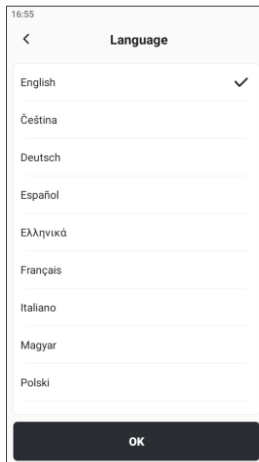 16:55
Language
English
Čeština
Deutsch
Español
Ελληνικά
Français
Italiano
Magyar
Polski
OK